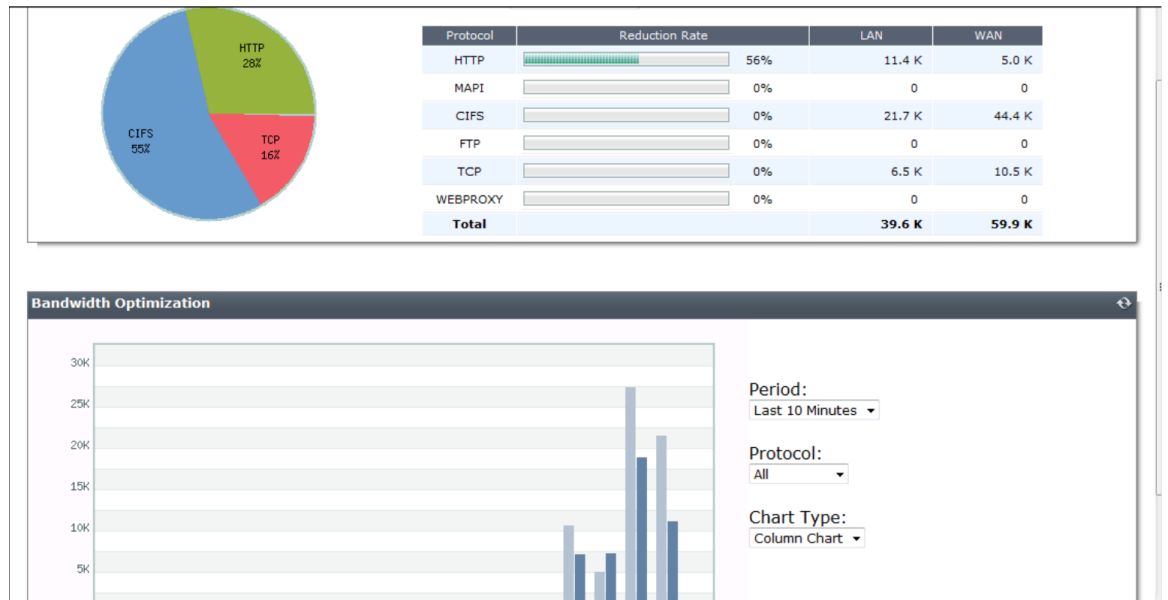 HTTP
28%
CIFS
55%
TCP
16%
Protocol Reduction Rate LAN WAN
HTTP 56% 11.4 K 5.0 K
MAPI 0% 0 0
CIFS 0% 21.7 K 44.4 K
FTP 0% 0 0
TCP 0% 6.5 K 10.5 K
WEBPROXY 0% 0 0
Total 39.6 K 59.9 K
Bandwidth Optimization
30K
25K
20K
15K
10K
5K
Period:
Last 10 Minutes
Protocol:
All
Chart Type:
Column Chart